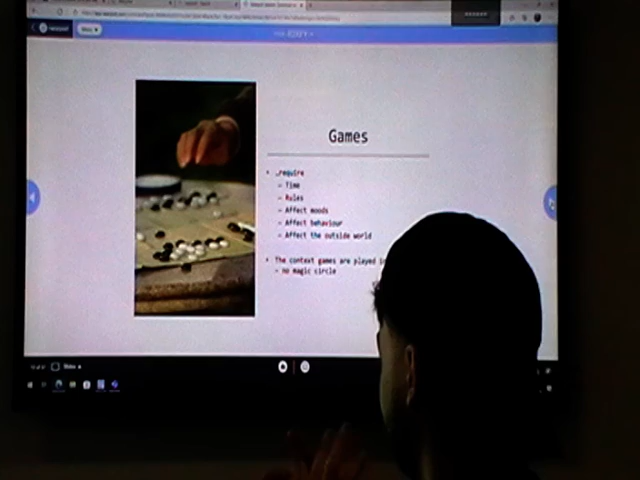 Games
…require
– Time
– Rules
– Affect moods
– Affect behaviour
– Affect the outside world
The context games are played in
– no magic circle